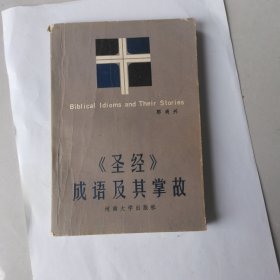 Biblical Idioms and Their Stories
《圣经》
成语及其掌故
河南大学出版社